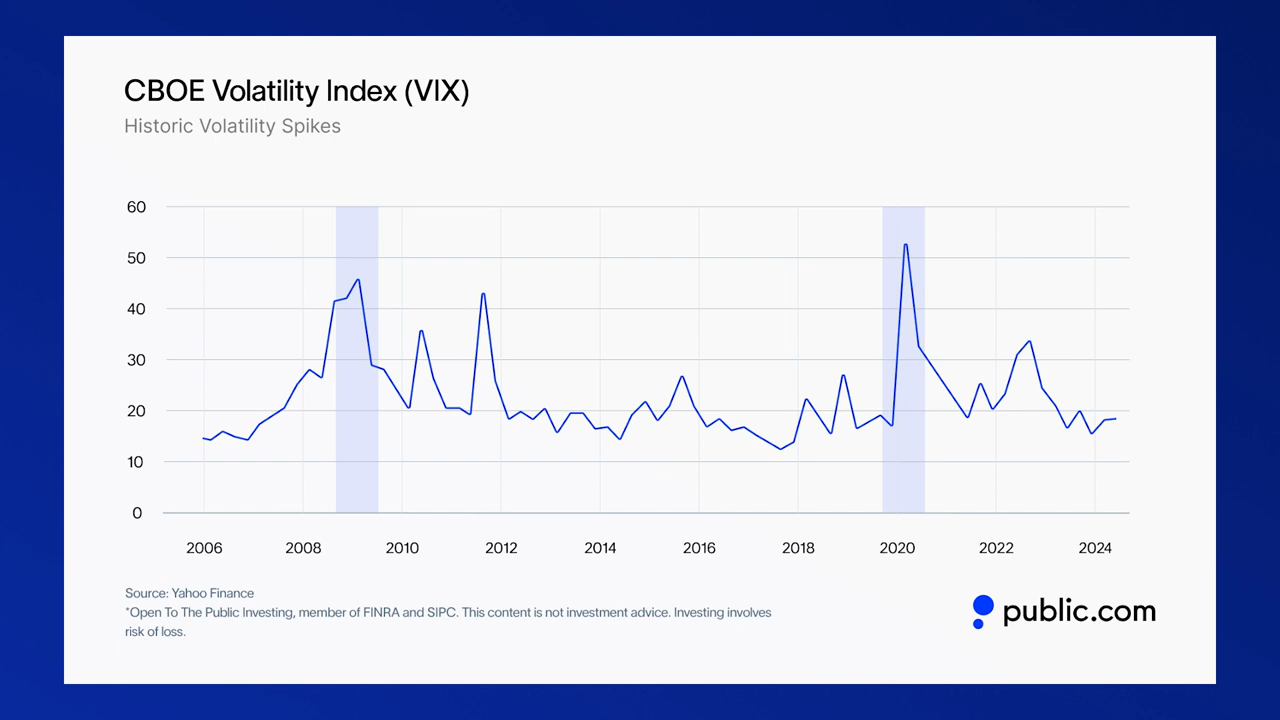 CBOE Volatility Index (VIX)
Historic Volatility Spikes
60
50
40
30
20
10
0
2006 2008 2010 2012 2014 2016 2018 2020 2022 2024
Source: Yahoo Finance
*Open To The Public Investing, member of FINRA and SIPC. This content is not investment advice. Investing involves
risk of loss.
public.com